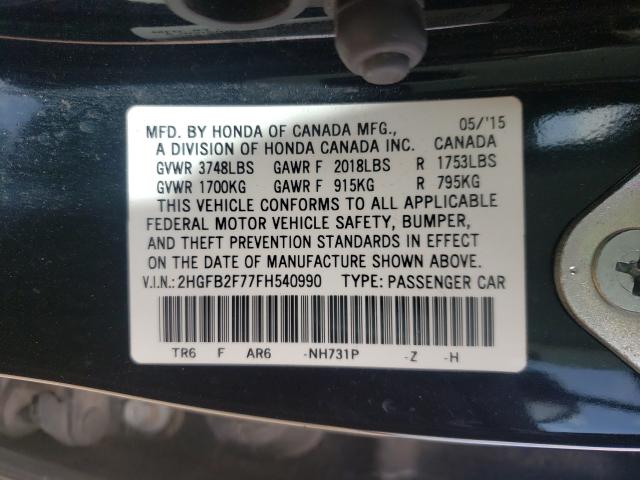 MFD. BY HONDA OF CANADA MFG., 05/'15
A DIVISION OF HONDA CANADA INC. CANADA
GVWR 3748LBS GAWR F 2018LBS R 1753LBS
GVWR 1700KG GAWR F 915KG R 795KG
THIS VEHICLE CONFORMS TO ALL APPLICABLE
FEDERAL MOTOR VEHICLE SAFETY, BUMPER,
AND THEFT PREVENTION STANDARDS IN EFFECT
ON THE DATE OF MANUFACTURE SHOWN ABOVE.
V.I.N.: 2HGFB2F77FH540990 TYPE: PASSENGER CAR
TR6 F AR6 -NH731P -Z -H